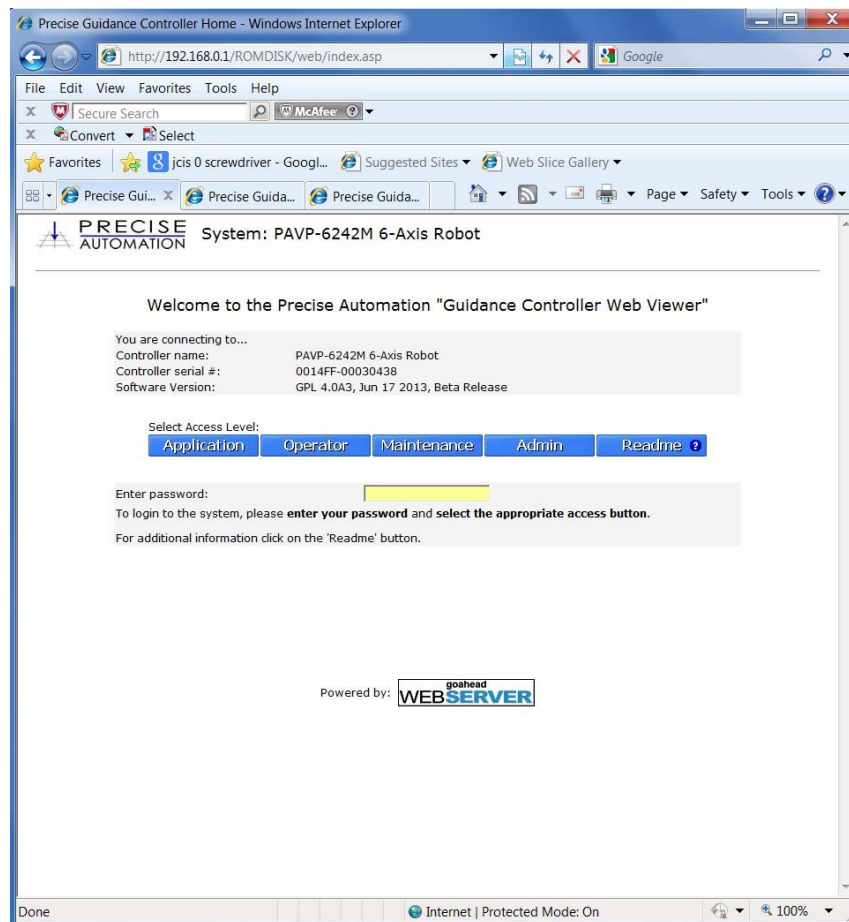 Precise Guidance Controller Home - Windows Internet Explorer
http://192.168.0.1/ROMDISK/web/index.asp Google
File Edit View Favorites Tools Help
x Secure Search McAfee ?
x Convert Select
Favorites jcis 0 screwdriver - Googl... Suggested Sites Web Slice Gallery
Precise Gui... x Precise Guida... Precise Guida... Page Safety Tools ?
PRECISE
AUTOMATION
System: PAVP-6242M 6-Axis Robot
Welcome to the Precise Automation "Guidance Controller Web Viewer"
You are connecting to...
Controller name: PAVP-6242M 6-Axis Robot
Controller serial #: 0014FF-00030438
Software Version: GPL 4.0A3, Jun 17 2013, Beta Release
Select Access Level:
Application Operator Maintenance Admin Readme ?
Enter password:
To login to the system, please enter your password and select the appropriate access button.
For additional information click on the 'Readme' button.
Powered by: goahead WEBSERVER
Done Internet | Protected Mode: On 100%